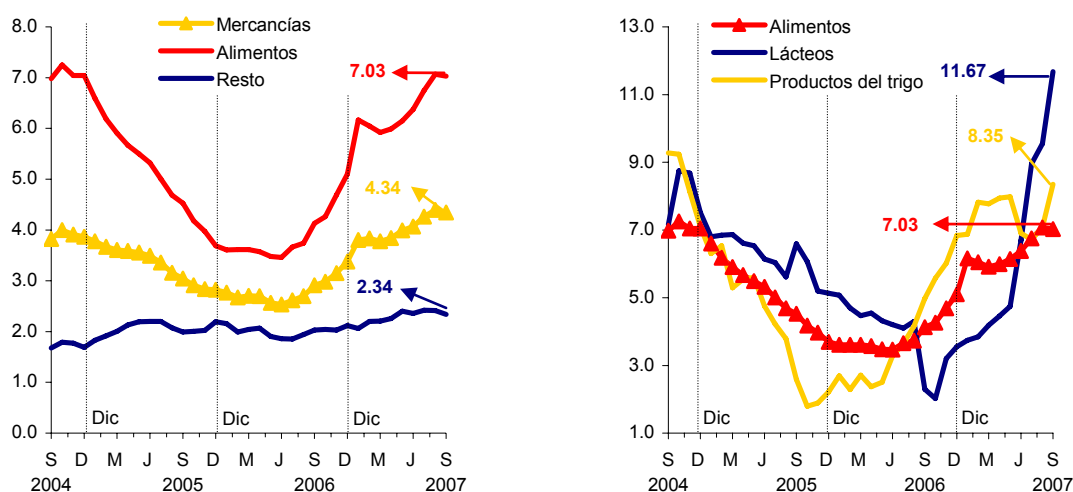 8.0
7.0
6.0
5.0
4.0
3.0
2.0
1.0
0.0
Mercancías
Alimentos
Resto
7.03
4.34
2.34
Dic
Dic
Dic
S D M J S D M J S D M J S
2004 2005 2006 2007
13.0
11.0
9.0
7.0
5.0
3.0
1.0
Alimentos
Lácteos
Productos del trigo
11.67
8.35
7.03
Dic
Dic
Dic
S D M J S D M J S D M J S
2004 2005 2006 2007